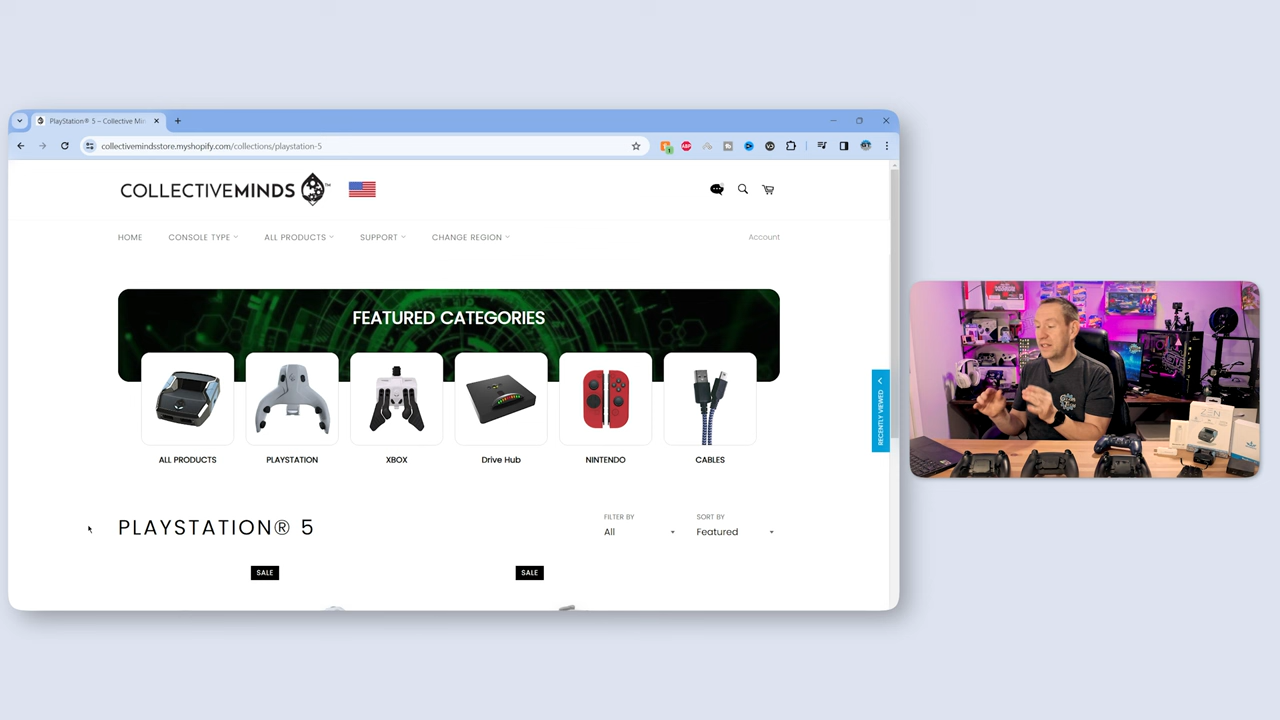 PlayStation® 5 – Collective Min
collectivemindsstore.myshopify.com/collections/playstation-5
COLLECTIVEMINDS
HOME
CONSOLE TYPE
ALL PRODUCTS
SUPPORT
CHANGE REGION
Account
FEATURED CATEGORIES
ALL PRODUCTS
PLAYSTATION
XBOX
Drive Hub
NINTENDO
CABLES
RECENTLY VIEWED
PLAYSTATION® 5
FILTER BY
All
SORT BY
Featured
SALE
SALE
ZEN